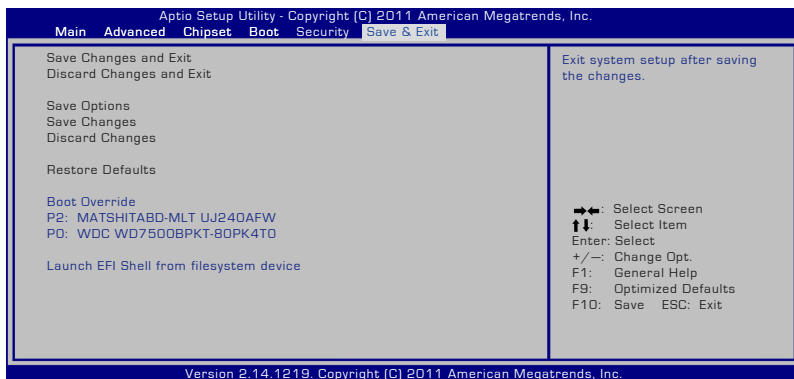 Aptio Setup Utility - Copyright (C) 2011 American Megatrends, Inc.
Main Advanced Chipset Boot Security Save & Exit
Save Changes and Exit
Discard Changes and Exit
Save Options
Save Changes
Discard Changes
Restore Defaults
Boot Override
P2: MATSHITABD-MLT UJ240AFW
P0: WDC WD7500BPKT-80PK4T0
Launch EFI Shell from filesystem device
Exit system setup after saving
the changes.
→←: Select Screen
↑↓: Select Item
Enter: Select
+/—: Change Opt.
F1: General Help
F9: Optimized Defaults
F10: Save ESC: Exit
Version 2.14.1219. Copyright (C) 2011 American Megatrends, Inc.